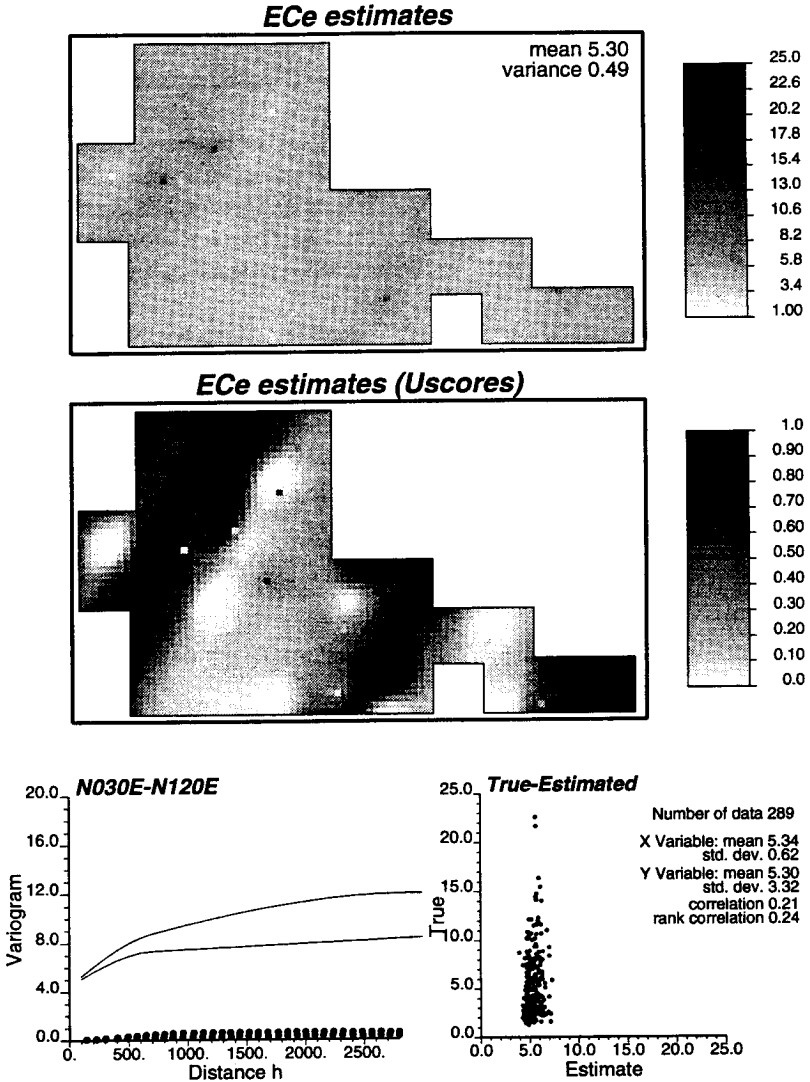 ECe estimates
mean 5.30
variance 0.49
25.0
22.6
20.2
17.8
15.4
13.0
10.6
8.2
5.8
3.4
1.00
ECe estimates (Uscores)
1.0
0.90
0.80
0.70
0.60
0.50
0.40
0.30
0.20
0.10
0.0
N030E-N120E
Variogram
20.0
16.0
12.0
8.0
4.0
0.0
0. 500. 1000. 1500. 2000. 2500.
Distance h
True-Estimated
True
25.0
20.0
15.0
10.0
5.0
0.0
0.0 5.0 10.0 15.0 20.0 25.0
Estimate
Number of data 289
X Variable: mean 5.34
std. dev. 0.62
Y Variable: mean 5.30
std. dev. 3.32
correlation 0.21
rank correlation 0.24